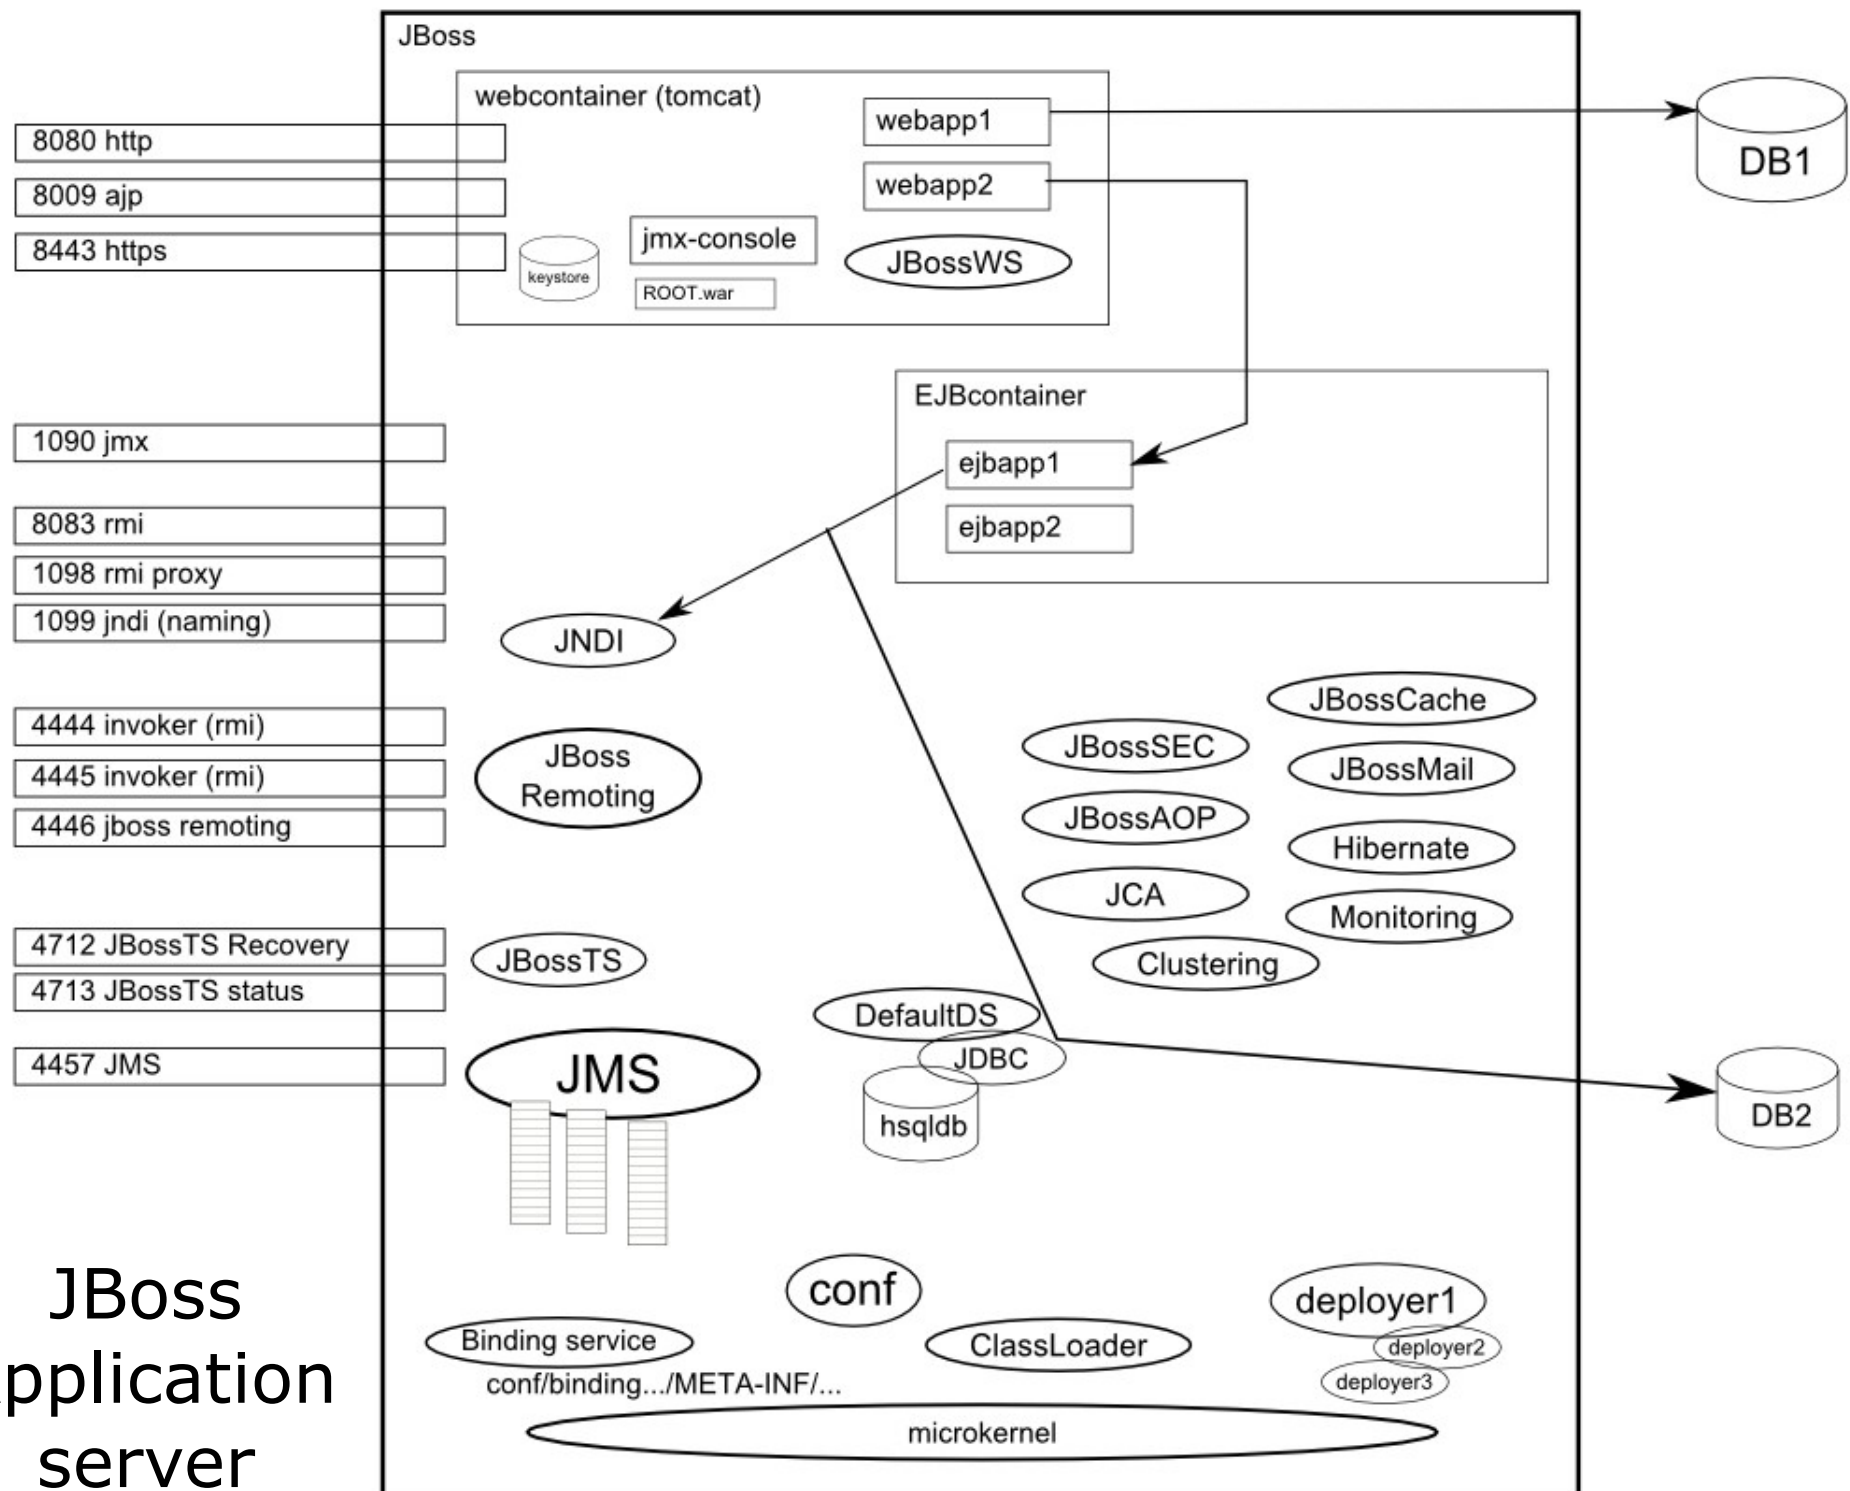 JBoss
webcontainer (tomcat)
webapp1
webapp2
8080 http
8009 ajp
8443 https
keystore
jmx-console
ROOT.war
JBossWS
DB1
EJBcontainer
ejbapp1
ejbapp2
1090 jmx
8083 rmi
1098 rmi proxy
1099 jndi (naming)
JNDI
4444 invoker (rmi)
4445 invoker (rmi)
4446 jboss remoting
JBoss
Remoting
JBossCache
JBossSEC
JBossMail
JBossAOP
Hibernate
JCA
Monitoring
Clustering
4712 JBossTS Recovery
4713 JBossTS status
JBossTS
4457 JMS
JMS
DefaultDS
JDBC
hsqldb
DB2
conf
Binding service
conf/binding.../META-INF/...
ClassLoader
deployer1
deployer2
deployer3
microkernel
JBoss
pplication
server